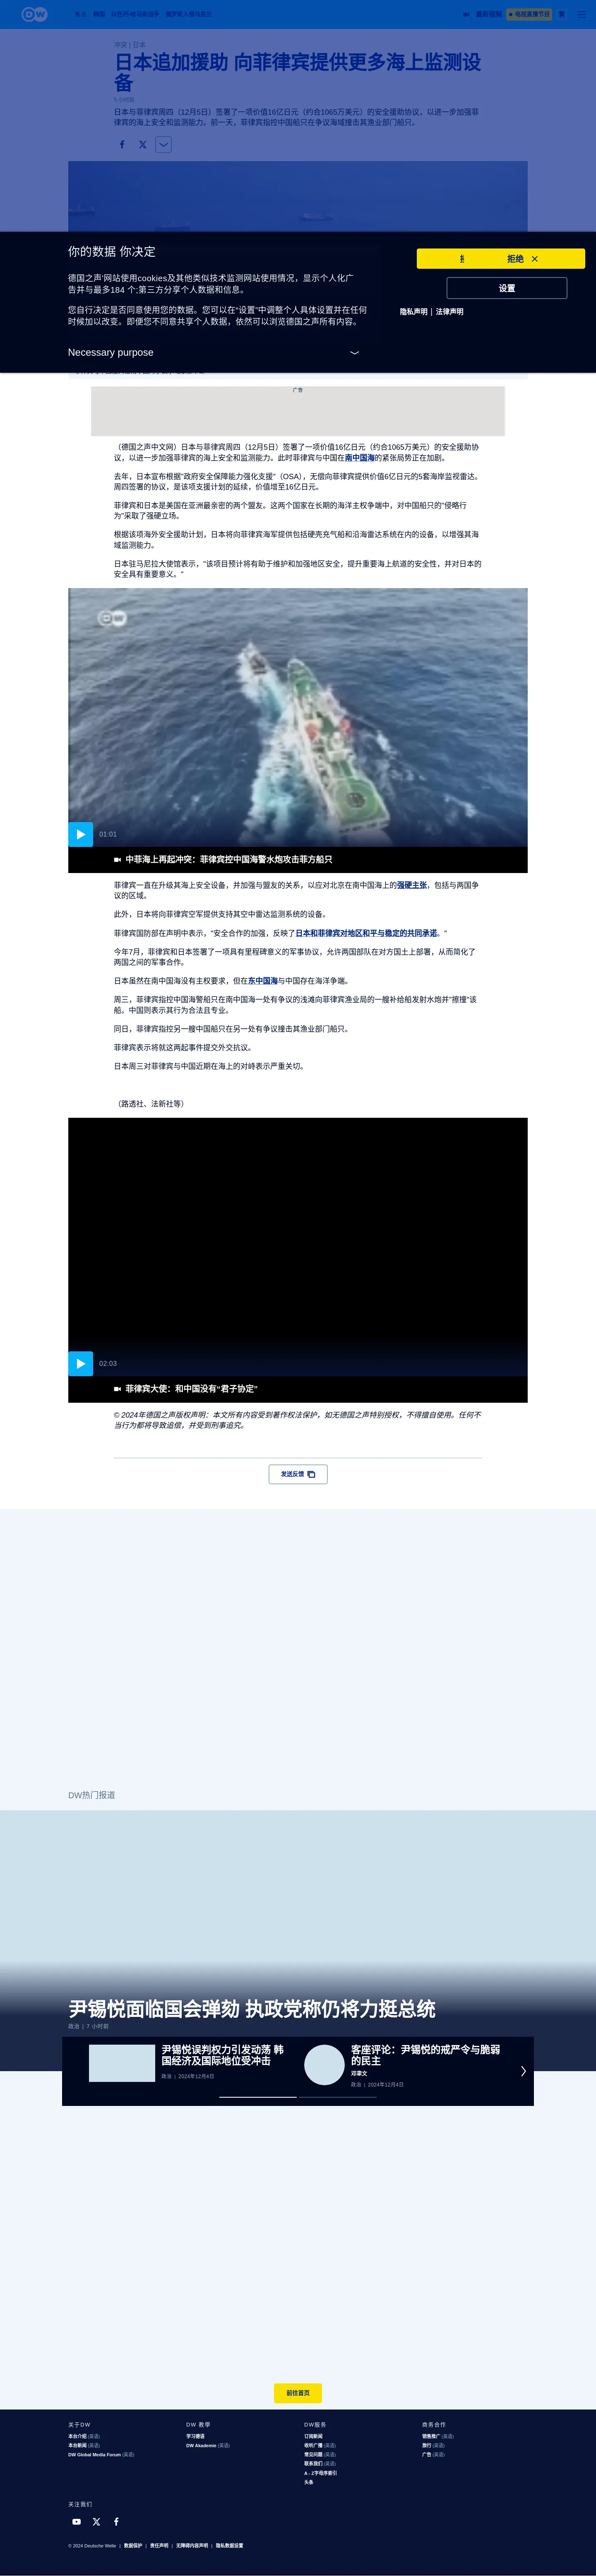 DW
焦点 韩国 以色列-哈马斯战争 俄罗斯入侵乌克兰
最新视频
电视直播节目
冲突 | 日本
日本追加援助 向菲律宾提供更多海上监测设备
5 小时前
日本与菲律宾周四（12月5日）签署了一项价值16亿日元（约合1065万美元）的安全援助协议，以进一步加强菲律宾的海上安全和监测能力。前一天，菲律宾指控中国船只在争议海域撞击其渔业部门船只。
你的数据 你决定
德国之声'网站使用cookies及其他类似技术监测网站使用情况，显示个人化广告并与最多184 个;第三方分享个人数据和信息。
您自行决定是否同意使用您的数据。您可以在“设置”中调整个人具体设置并在任何时候加以改变。即便您不同意共享个人数据，依然可以浏览德国之声所有内容。
Necessary purpose
拒绝
设置
隐私声明 | 法律声明
广告
（德国之声中文网）日本与菲律宾周四（12月5日）签署了一项价值16亿日元（约合1065万美元）的安全援助协议，以进一步加强菲律宾的海上安全和监测能力。此时菲律宾与中国在南中国海的紧张局势正在加剧。
去年，日本宣布根据"政府安全保障能力强化支援"（OSA），无偿向菲律宾提供价值6亿日元的5套海岸监视雷达。周四签署的协议，是该项支援计划的延续，价值增至16亿日元。
菲律宾和日本是美国在亚洲最亲密的两个盟友。这两个国家在长期的海洋主权争端中，对中国船只的"侵略行为"采取了强硬立场。
根据该项海外安全援助计划，日本将向菲律宾海军提供包括硬壳充气船和沿海雷达系统在内的设备，以增强其海域监测能力。
日本驻马尼拉大使馆表示，"该项目预计将有助于维护和加强地区安全，提升重要海上航道的安全性，并对日本的安全具有重要意义。"
DW
01:01
中菲海上再起冲突：菲律宾控中国海警水炮攻击菲方船只
菲律宾一直在升级其海上安全设备，并加强与盟友的关系，以应对北京在南中国海上的强硬主张，包括与两国争议的区域。
此外，日本将向菲律宾空军提供支持其空中雷达监测系统的设备。
菲律宾国防部在声明中表示，"安全合作的加强，反映了日本和菲律宾对地区和平与稳定的共同承诺。"
今年7月，菲律宾和日本签署了一项具有里程碑意义的军事协议，允许两国部队在对方国土上部署，从而简化了两国之间的军事合作。
日本虽然在南中国海没有主权要求，但在东中国海与中国存在海洋争端。
周三，菲律宾指控中国海警船只在南中国海一处有争议的浅滩向菲律宾渔业局的一艘补给船发射水炮并"擦撞"该船。中国则表示其行为合法且专业。
同日，菲律宾指控另一艘中国船只在另一处有争议撞击其渔业部门船只。
菲律宾表示将就这两起事件提交外交抗议。
日本周三对菲律宾与中国近期在海上的对峙表示严重关切。
（路透社、法新社等）
02:03
菲律宾大使：和中国没有“君子协定”
© 2024年德国之声版权声明：本文所有内容受到著作权法保护，如无德国之声特别授权，不得擅自使用。任何不当行为都将导致追偿，并受到刑事追究。
发送反馈
DW热门报道
尹锡悦面临国会弹劾 执政党称仍将力挺总统
政治 | 7 小时前
尹锡悦误判权力引发动荡 韩国经济及国际地位受冲击
政治 | 2024年12月4日
客座评论：尹锡悦的戒严令与脆弱的民主
邓聿文
政治 | 2024年12月4日
前往首页
关于DW
本台介绍 (英语)
本台新闻 (英语)
DW Global Media Forum (英语)
DW 教学
学习德语
DW Akademie (英语)
DW服务
订阅新闻
收听广播 (英语)
常见问题 (英语)
联系我们 (英语)
A - Z字母序索引
头条
商务合作
销售推广 (英语)
旅行 (英语)
广告 (英语)
关注我们
© 2024 Deutsche Welle | 数据保护 | 责任声明 | 无障碍内容声明 | 隐私数据设置